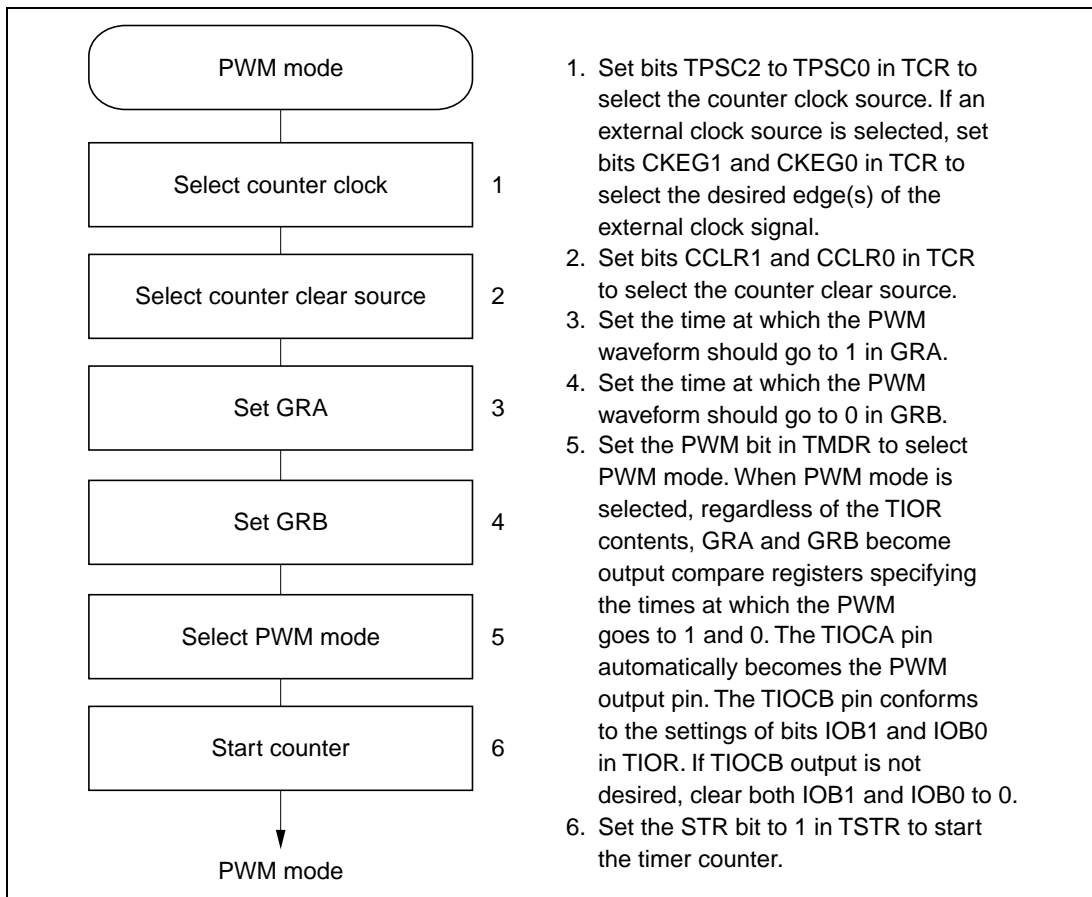 PWM mode
Select counter clock
1
Select counter clear source
2
Set GRA
3
Set GRB
4
Select PWM mode
5
Start counter
6
PWM mode
1. Set bits TPSC2 to TPSC0 in TCR to
select the counter clock source. If an
external clock source is selected, set
bits CKEG1 and CKEG0 in TCR to
select the desired edge(s) of the
external clock signal.
2. Set bits CCLR1 and CCLR0 in TCR
to select the counter clear source.
3. Set the time at which the PWM
waveform should go to 1 in GRA.
4. Set the time at which the PWM
waveform should go to 0 in GRB.
5. Set the PWM bit in TMDR to select
PWM mode. When PWM mode is
selected, regardless of the TIOR
contents, GRA and GRB become
output compare registers specifying
the times at which the PWM
goes to 1 and 0. The TIOCA pin
automatically becomes the PWM
output pin. The TIOCB pin conforms
to the settings of bits IOB1 and IOB0
in TIOR. If TIOCB output is not
desired, clear both IOB1 and IOB0 to 0.
6. Set the STR bit to 1 in TSTR to start
the timer counter.